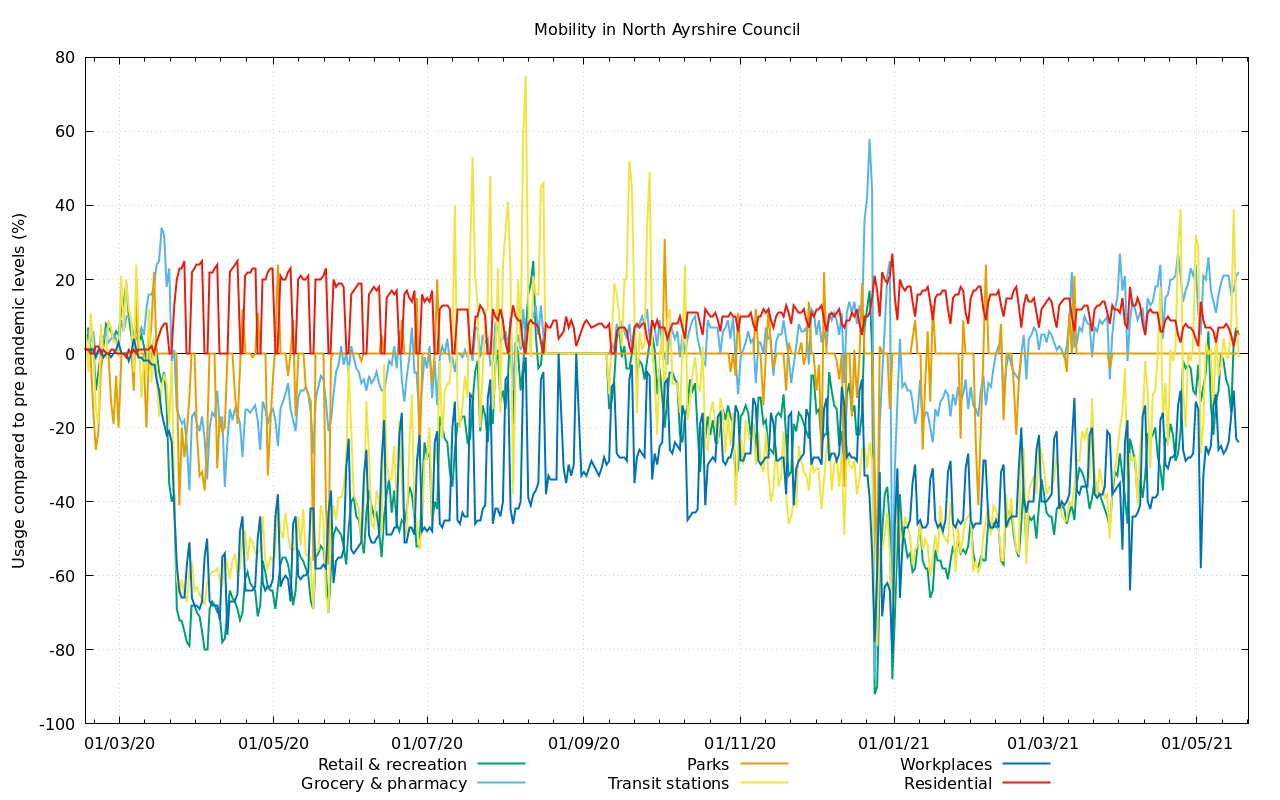 Mobility in North Ayrshire Council
Usage compared to pre pandemic levels (%)
80
60
40
20
0
-20
-40
-60
-80
-100
01/03/20 01/05/20 01/07/20 01/09/20 01/11/20 01/01/21 01/03/21 01/05/21
Retail & recreation Parks Workplaces
Grocery & pharmacy Transit stations Residential